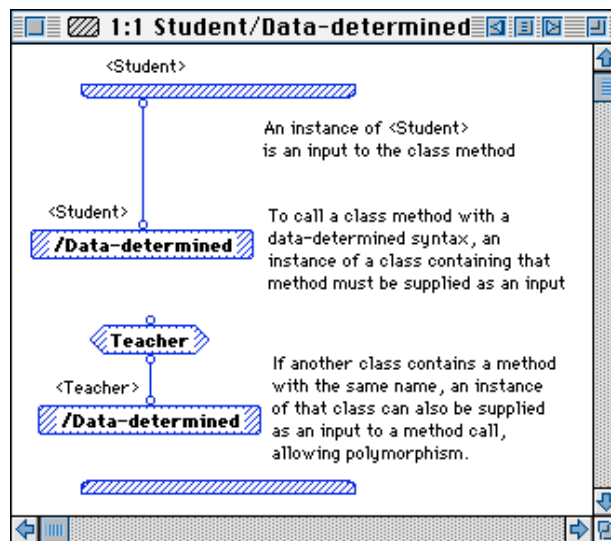 1:1 Student/Data-determined
<Student>
An instance of <Student>
is an input to the class method
<Student>
/Data-determined
To call a class method with a
data-determined syntax, an
instance of a class containing that
method must be supplied as an input
Teacher
<Teacher>
/Data-determined
If another class contains a method
with the same name, an instance
of that class can also be supplied
as an input to a method call,
allowing polymorphism.